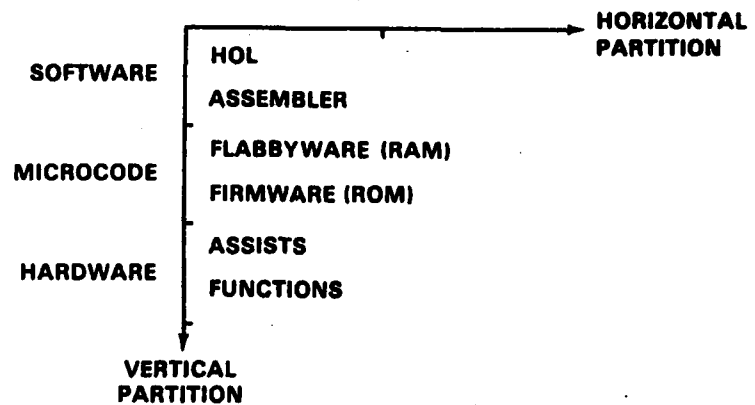 HORIZONTAL
PARTITION
SOFTWARE
HOL
ASSEMBLER
MICROCODE
FLABBYWARE (RAM)
FIRMWARE (ROM)
HARDWARE
ASSISTS
FUNCTIONS
VERTICAL
PARTITION